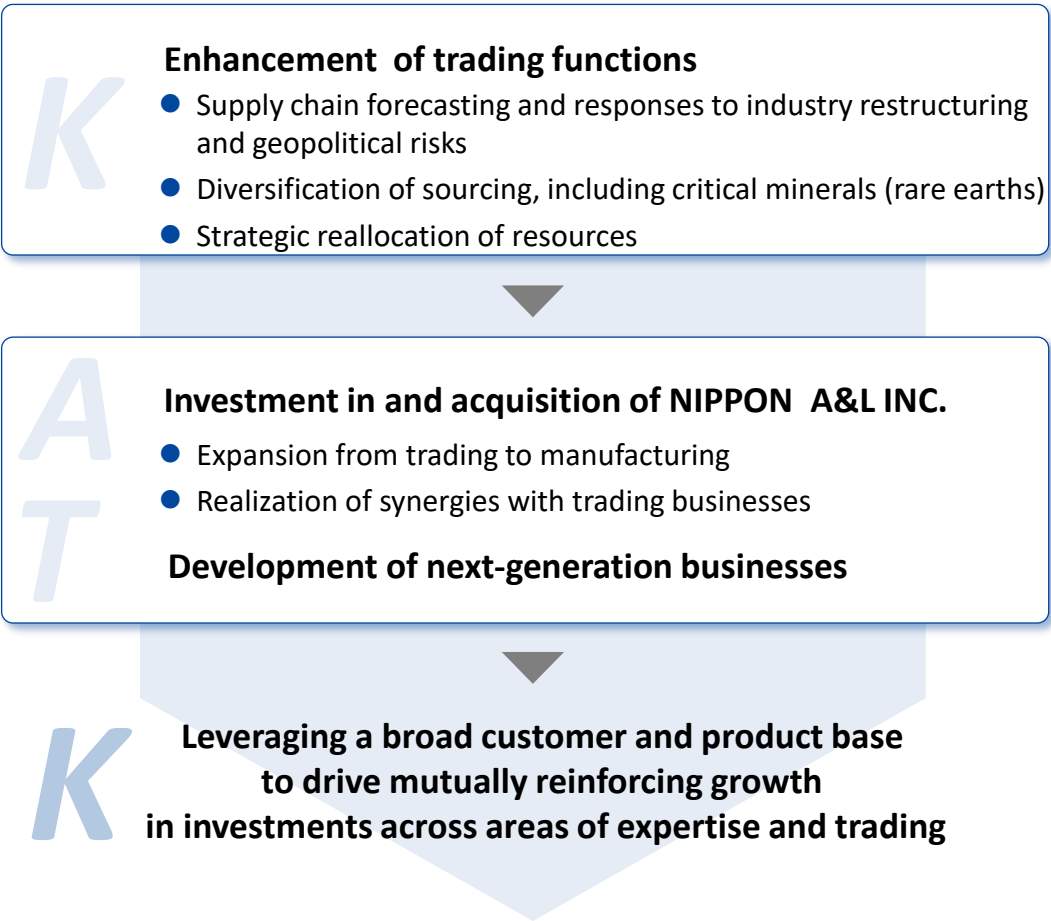 K
Enhancement of trading functions
● Supply chain forecasting and responses to industry restructuring
and geopolitical risks
● Diversification of sourcing, including critical minerals (rare earths)
● Strategic reallocation of resources
A
Investment in and acquisition of NIPPON A&L INC.
● Expansion from trading to manufacturing
● Realization of synergies with trading businesses
T
Development of next-generation businesses
K
Leveraging a broad customer and product base
to drive mutually reinforcing growth
in investments across areas of expertise and trading